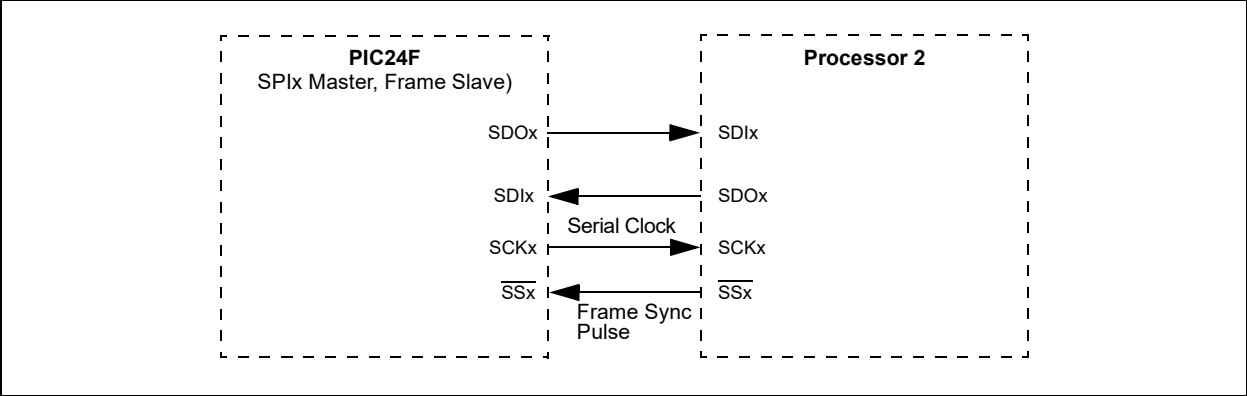 PIC24F
SPIx Master, Frame Slave)
Processor 2
SDOx
SDIx
SDIx
SDOx
Serial Clock
SCKx
SCKx
SSx
SSx
Frame Sync
Pulse